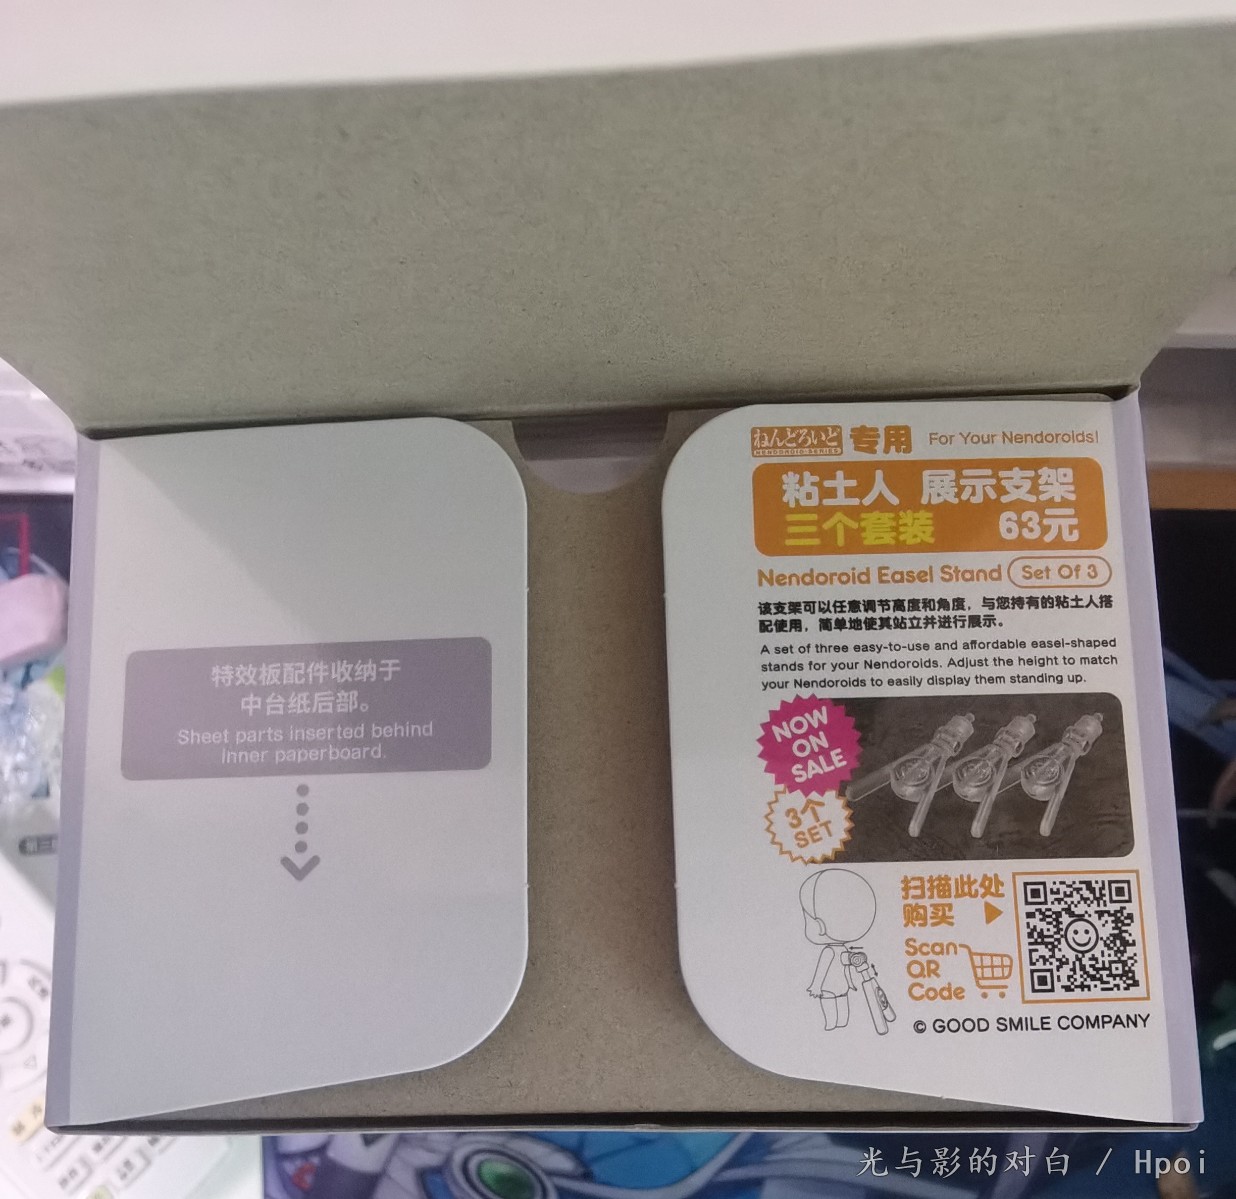 特效板配件收纳于
中台纸后部。
Sheet parts inserted behind
inner paperboard.
ねんどろいど
NENDOROID SERIES
专用
For Your Nendoroids!
粘土人 展示支架
三个套装 63元
Nendoroid Easel Stand Set Of 3
该支架可以任意调节高度和角度，与您持有的粘土人搭
配使用，简单地使其站立并进行展示。
A set of three easy-to-use and affordable easel-shaped
stands for your Nendoroids. Adjust the height to match
your Nendoroids to easily display them standing up.
NOW
ON
SALE
3个
SET
扫描此处
购买
Scan
QR
Code
© GOOD SMILE COMPANY
光与影的对白 / Hpoi